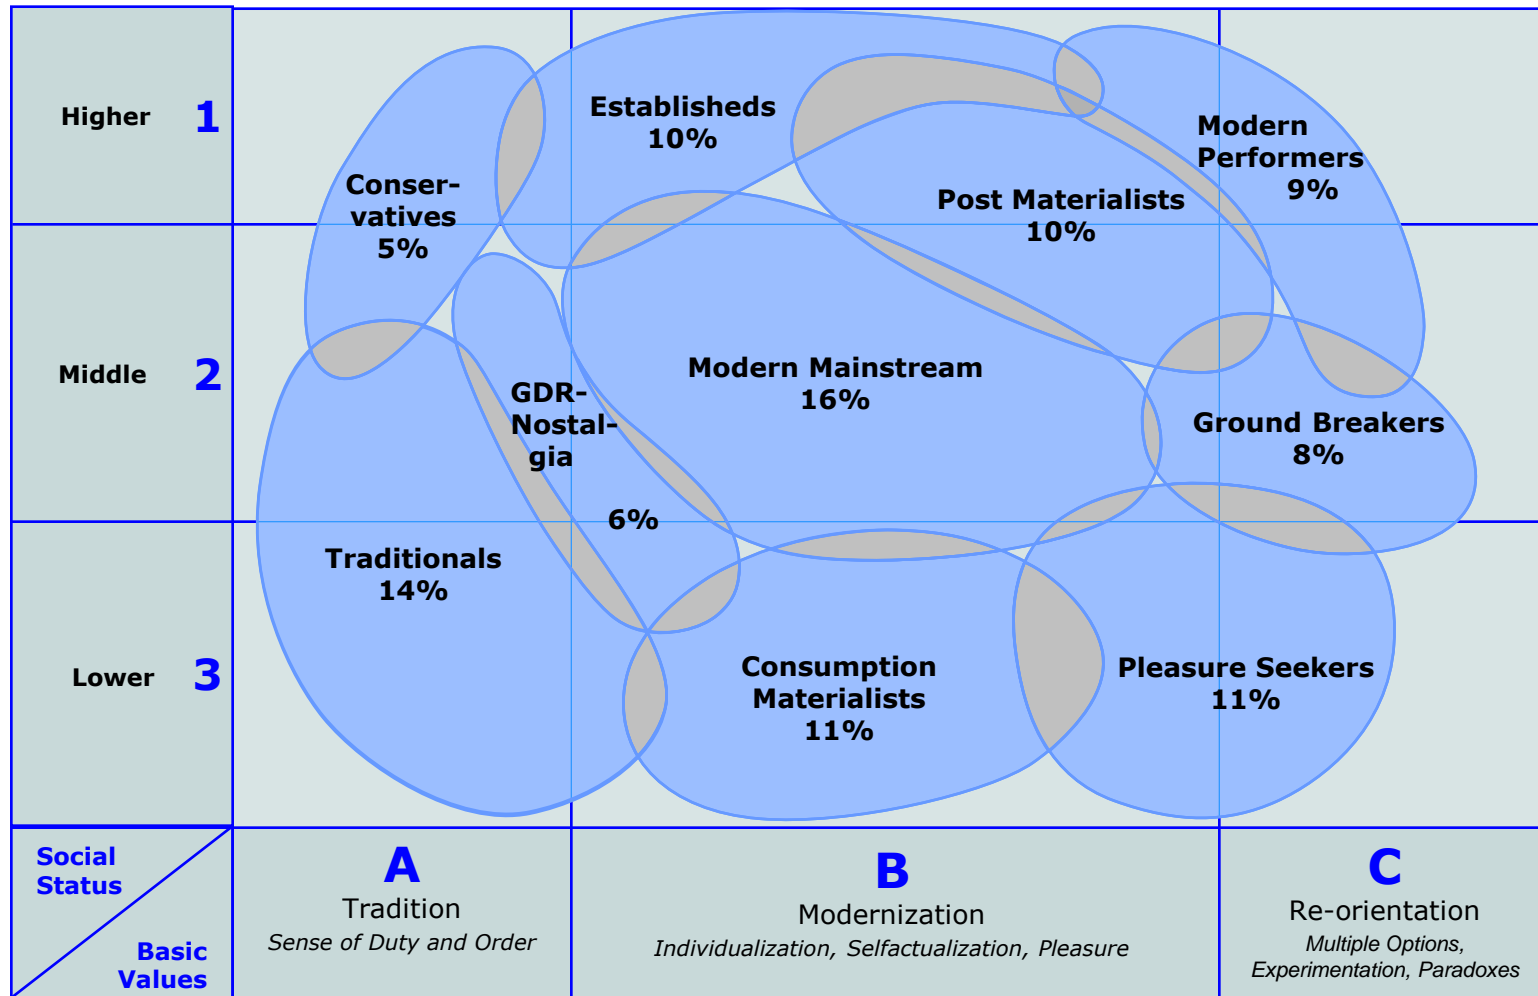 Higher 1
Establisheds
10%
Modern
Performers
9%
Conser-
vatives
5%
Post Materialists
10%
Middle 2
Modern Mainstream
16%
GDR-
Nostal-
gia
6%
Ground Breakers
8%
Traditionals
14%
Lower 3
Consumption
Materialists
11%
Pleasure Seekers
11%
Social
Status
Basic
Values
A
Tradition
Sense of Duty and Order
B
Modernization
Individualization, Selfactualization, Pleasure
C
Re-orientation
Multiple Options,
Experimentation, Paradoxes